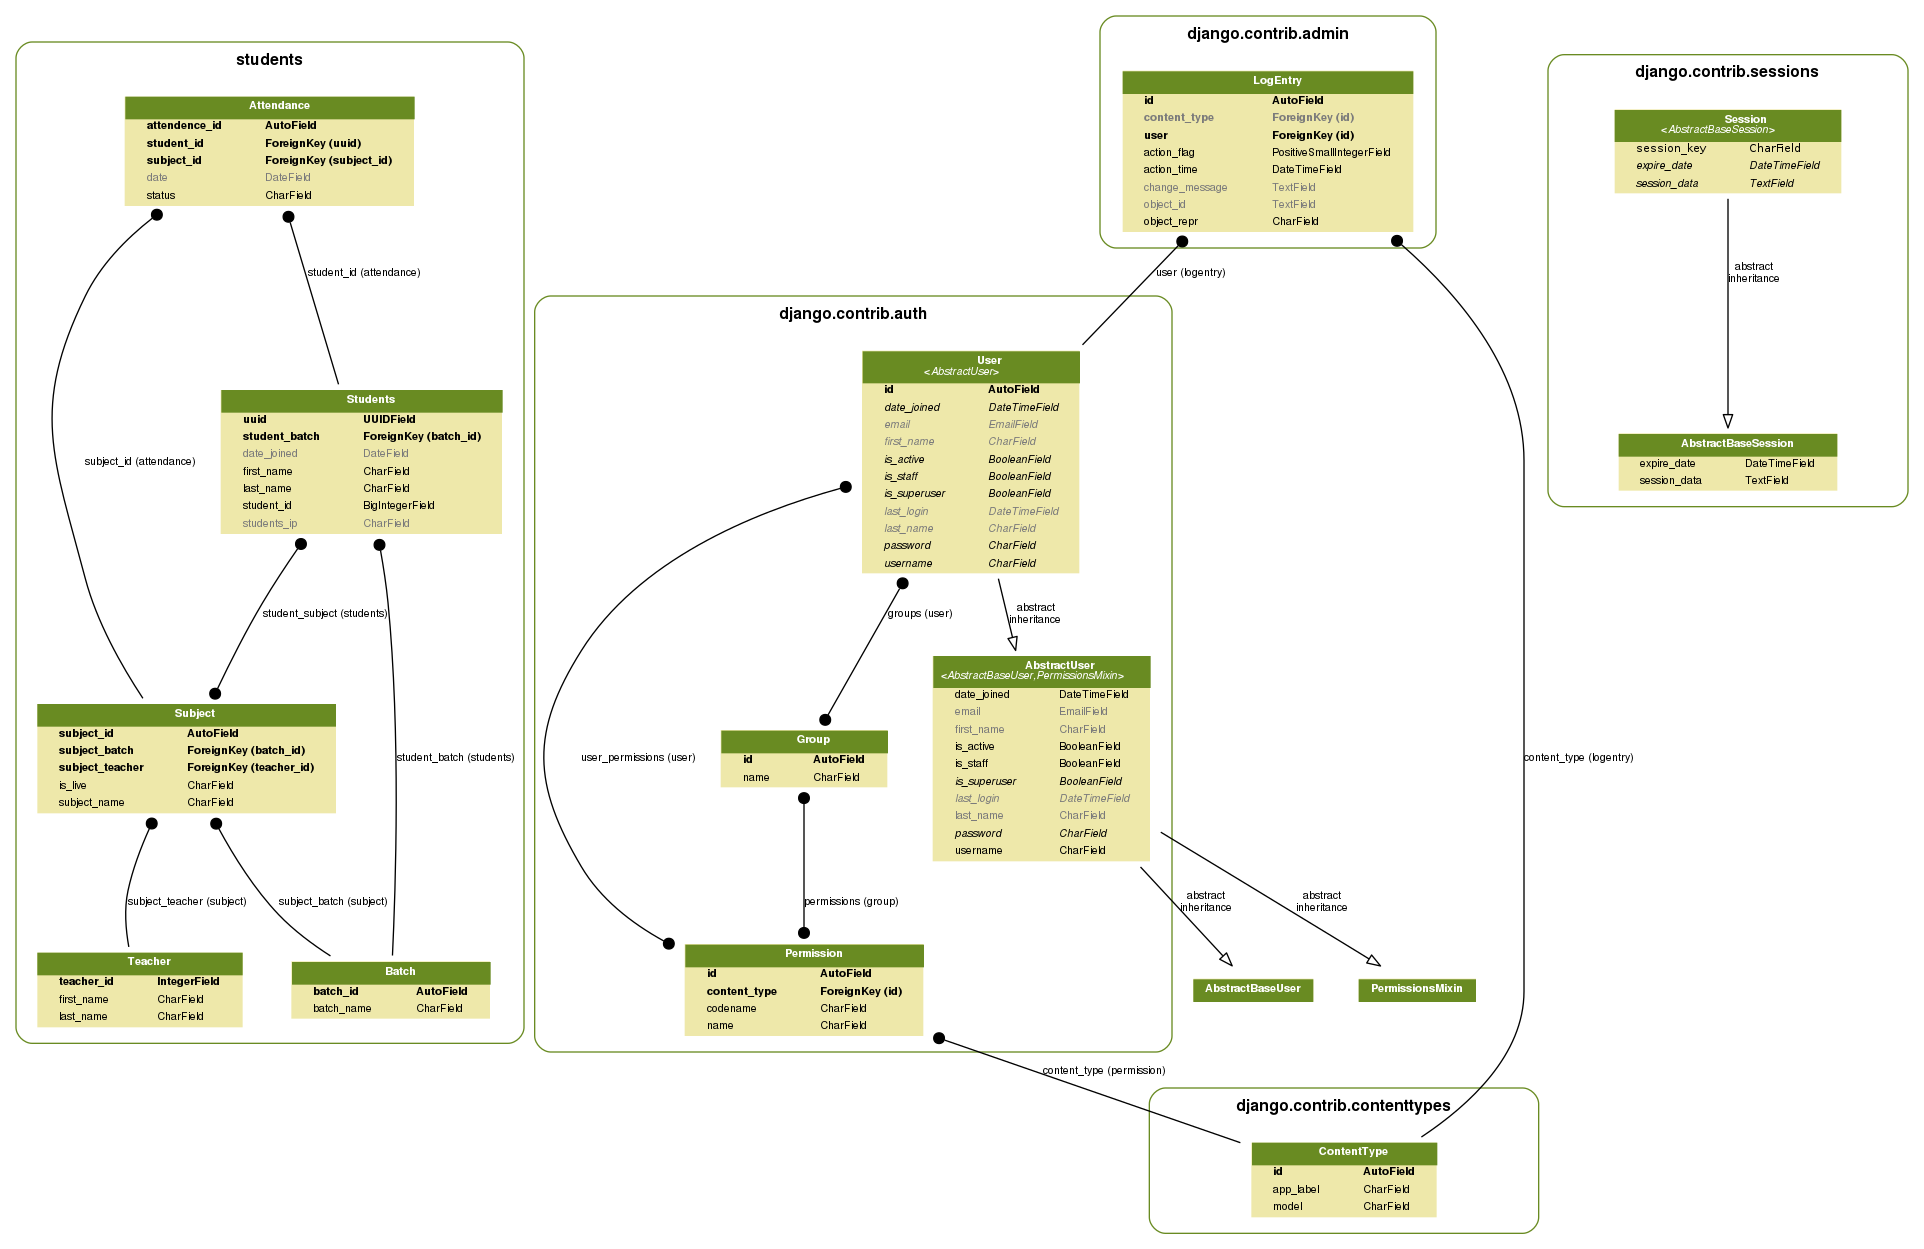 students
Attendance
attendence_id AutoField
student_id ForeignKey (uuid)
subject_id ForeignKey (subject_id)
date DateField
status CharField
student_id (attendance)
subject_id (attendance)
Students
uuid UUIDField
student_batch ForeignKey (batch_id)
date_joined DateField
first_name CharField
last_name CharField
student_id BigIntegerField
students_ip CharField
student_subject (students)
student_batch (students)
Subject
subject_id AutoField
subject_batch ForeignKey (batch_id)
subject_teacher ForeignKey (teacher_id)
is_live CharField
subject_name CharField
subject_teacher (subject)
subject_batch (subject)
Teacher
teacher_id IntegerField
first_name CharField
last_name CharField
Batch
batch_id AutoField
batch_name CharField
django.contrib.admin
LogEntry
id AutoField
content_type ForeignKey (id)
user ForeignKey (id)
action_flag PositiveSmallIntegerField
action_time DateTimeField
change_message TextField
object_id TextField
object_repr CharField
user (logentry)
content_type (logentry)
django.contrib.auth
User
<AbstractUser>
id AutoField
date_joined DateTimeField
email EmailField
first_name CharField
is_active BooleanField
is_staff BooleanField
is_superuser BooleanField
last_login DateTimeField
last_name CharField
password CharField
username CharField
groups (user)
abstract
inheritance
user_permissions (user)
AbstractUser
<AbstractBaseUser,PermissionsMixin>
date_joined DateTimeField
email EmailField
first_name CharField
is_active BooleanField
is_staff BooleanField
is_superuser BooleanField
last_login DateTimeField
last_name CharField
password CharField
username CharField
Group
id AutoField
name CharField
permissions (group)
Permission
id AutoField
content_type ForeignKey (id)
codename CharField
name CharField
abstract
inheritance
abstract
inheritance
AbstractBaseUser
PermissionsMixin
content_type (permission)
django.contrib.contenttypes
ContentType
id AutoField
app_label CharField
model CharField
django.contrib.sessions
Session
<AbstractBaseSession>
session_key CharField
expire_date DateTimeField
session_data TextField
abstract
inheritance
AbstractBaseSession
expire_date DateTimeField
session_data TextField